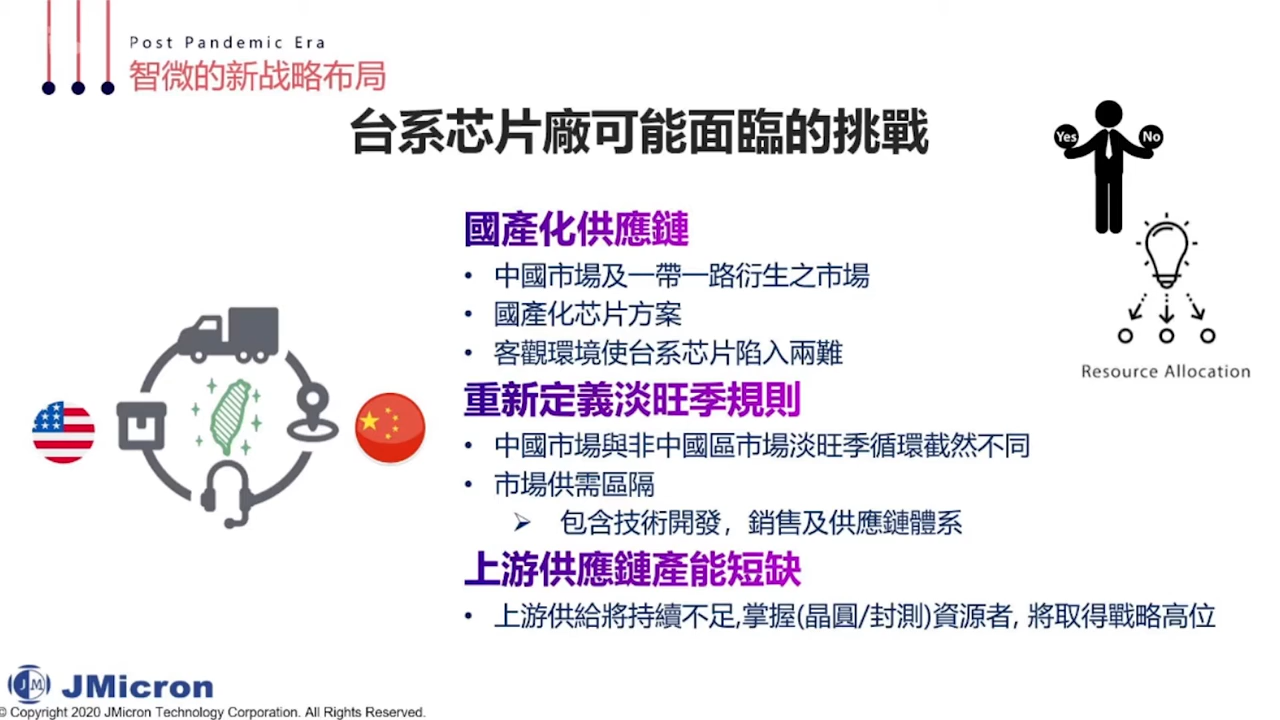 Post Pandemic Era
智微的新战略布局
台系芯片廠可能面臨的挑戰
Yes
No
國產化供應鏈
• 中國市場及一帶一路衍生之市場
• 國產化芯片方案
• 客觀環境使台系芯片陷入兩難
Resource Allocation
重新定義淡旺季規則
• 中國市場與非中國區市場淡旺季循環截然不同
• 市場供需區隔
➢ 包含技術開發，銷售及供應鏈體系
上游供應鏈產能短缺
• 上游供給將持續不足,掌握(晶圓/封測)資源者, 將取得戰略高位
JM
JMicron
© Copyright 2020 JMicron Technology Corporation. All Rights Reserved.